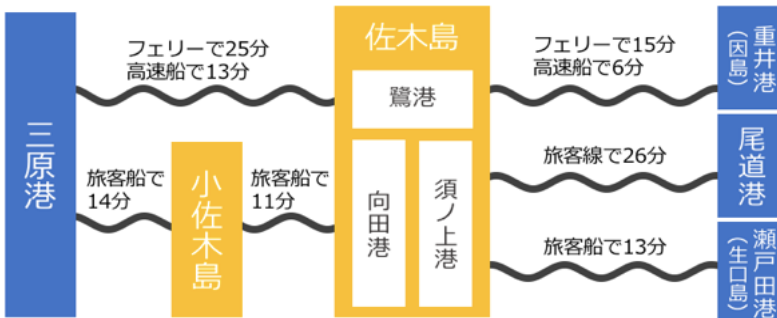 三原港
フェリーで25分
高速船で13分
旅客船で
14分
小佐木島
旅客船で
11分
佐木島
鷺港
向田港
須ノ上港
フェリーで15分
高速船で6分
重井港
（因島）
旅客線で26分
尾道港
旅客船で13分
瀬戸田港
（生口島）